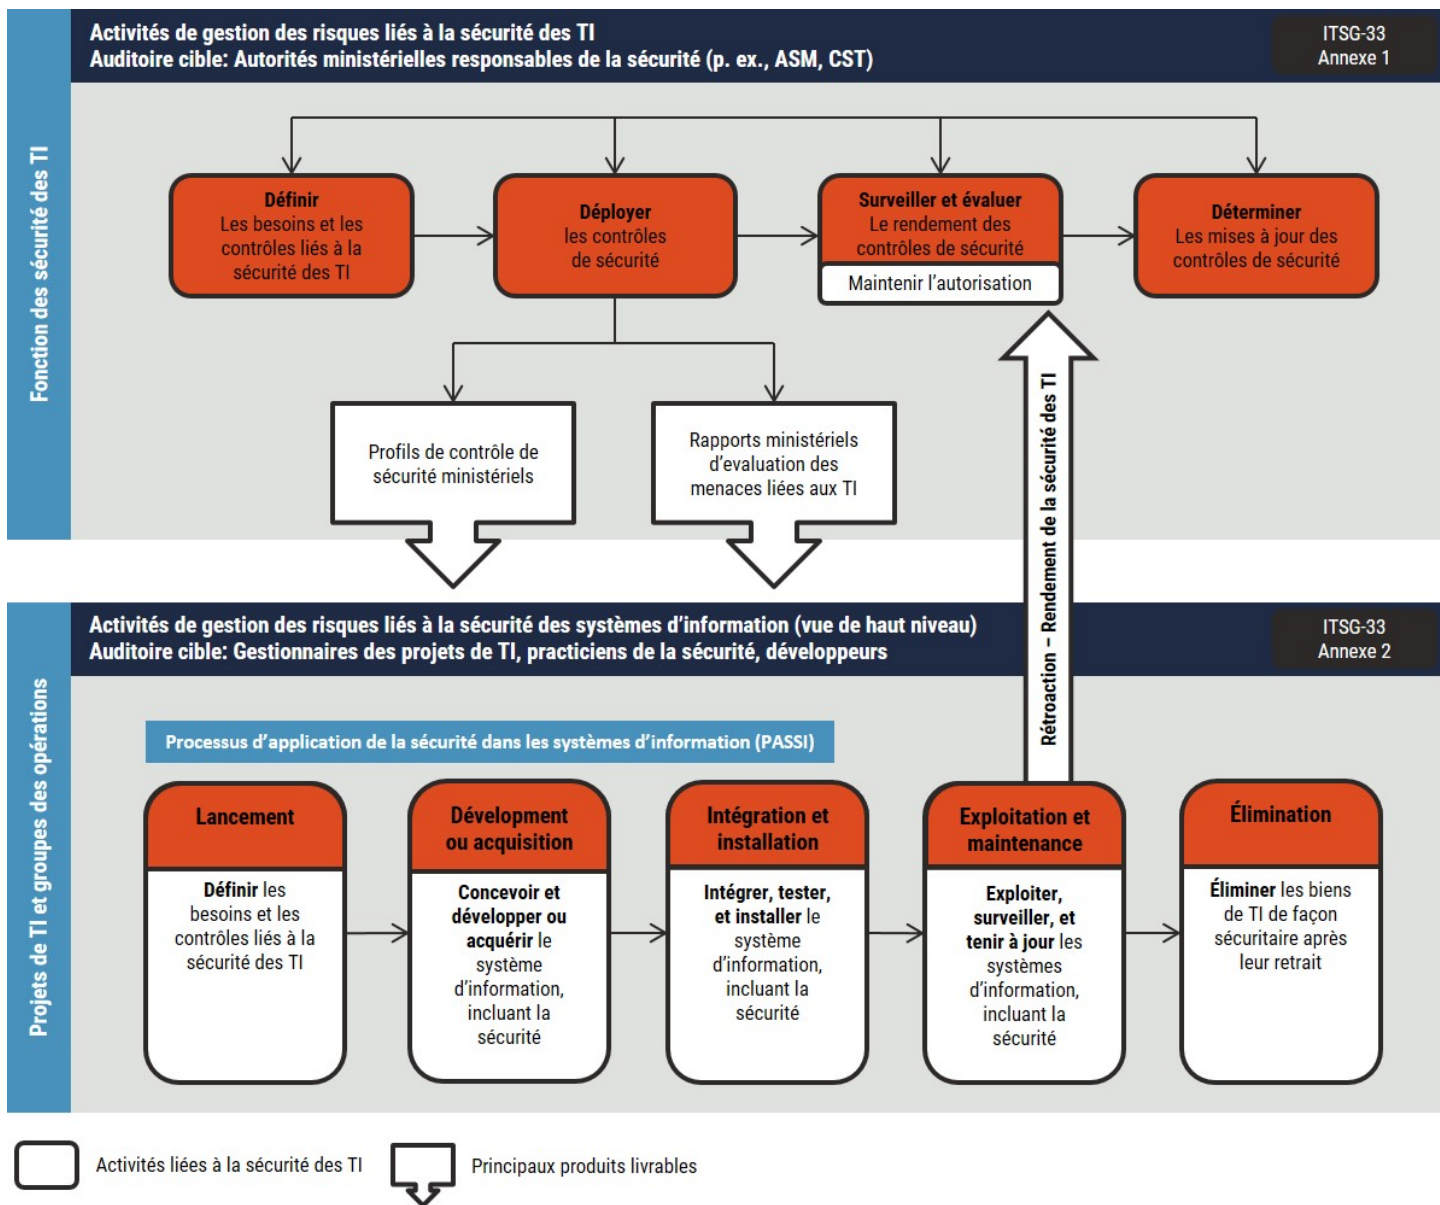 Activités de gestion des risques liés à la sécurité des TI
Auditoire cible: Autorités ministérielles responsables de la sécurité (p. ex., ASM, CST)
ITSG-33
Annexe 1
Fonction des sécurité des TI
Définir
Les besoins et les
contrôles liés à la
sécurité des TI
Déployer
les contrôles
de sécurité
Surveiller et évaluer
Le rendement des
contrôles de sécurité
Maintenir l'autorisation
Déterminer
Les mises à jour des
contrôles de sécurité
Profils de contrôle de
sécurité ministériels
Rapports ministériels
d'evaluation des
menaces liées aux TI
Rétroaction – Rendement de la sécurité des TI
Activités de gestion des risques liés à la sécurité des systèmes d'information (vue de haut niveau)
Auditoire cible: Gestionnaires des projets de TI, practiciens de la sécurité, développeurs
ITSG-33
Annexe 2
Projets de TI et groupes des opérations
Processus d'application de la sécurité dans les systèmes d'information (PASSI)
Lancement
Définir les
besoins et les
contrôles liés à la
sécurité des TI
Dévelopment
ou acquisition
Concevoir et
développer ou
acquérir le
système
d'information,
incluant la
sécurité
Intégration et
installation
Intégrer, tester,
et installer le
système
d'information,
incluant la
sécurité
Exploitation et
maintenance
Exploiter,
surveiller, et
tenir à jour les
systèmes
d'information,
incluant la
sécurité
Élimination
Éliminer les biens
de TI de façon
sécuritaire après
leur retrait
Activités liées à la sécurité des TI
Principaux produits livrables